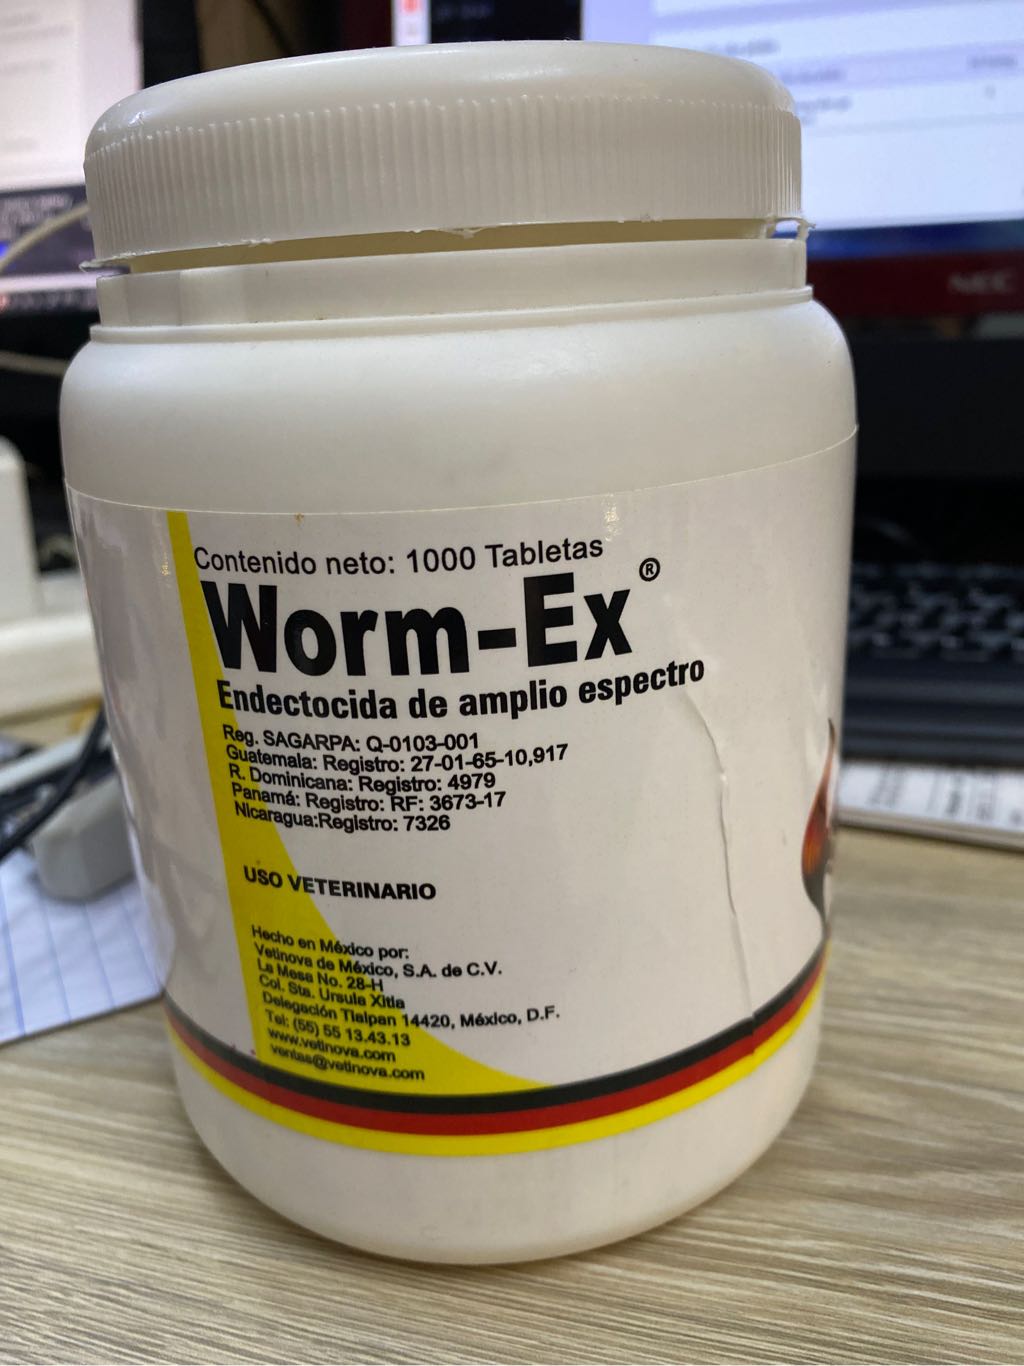 NEC
Contenido neto: 1000 Tabletas
Worm-Ex®
Endectocida de amplio espectro
Reg. SAGARPA: Q-0103-001
Guatemala: Registro: 27-01-65-10,917
R. Dominicana: Registro: 4979
Panamá: Registro: RF: 3673-17
Nicaragua:Registro: 7326
USO VETERINARIO
Hecho en México por:
Vetinova de México, S.A. de C.V.
La Mesa No. 28-H
Col. Sta. Ursula Xitla
Delegación Tlalpan 14420, México, D.F.
Tel: (55) 55 13.43.13
www.vetinova.com
ventas@vetinova.com